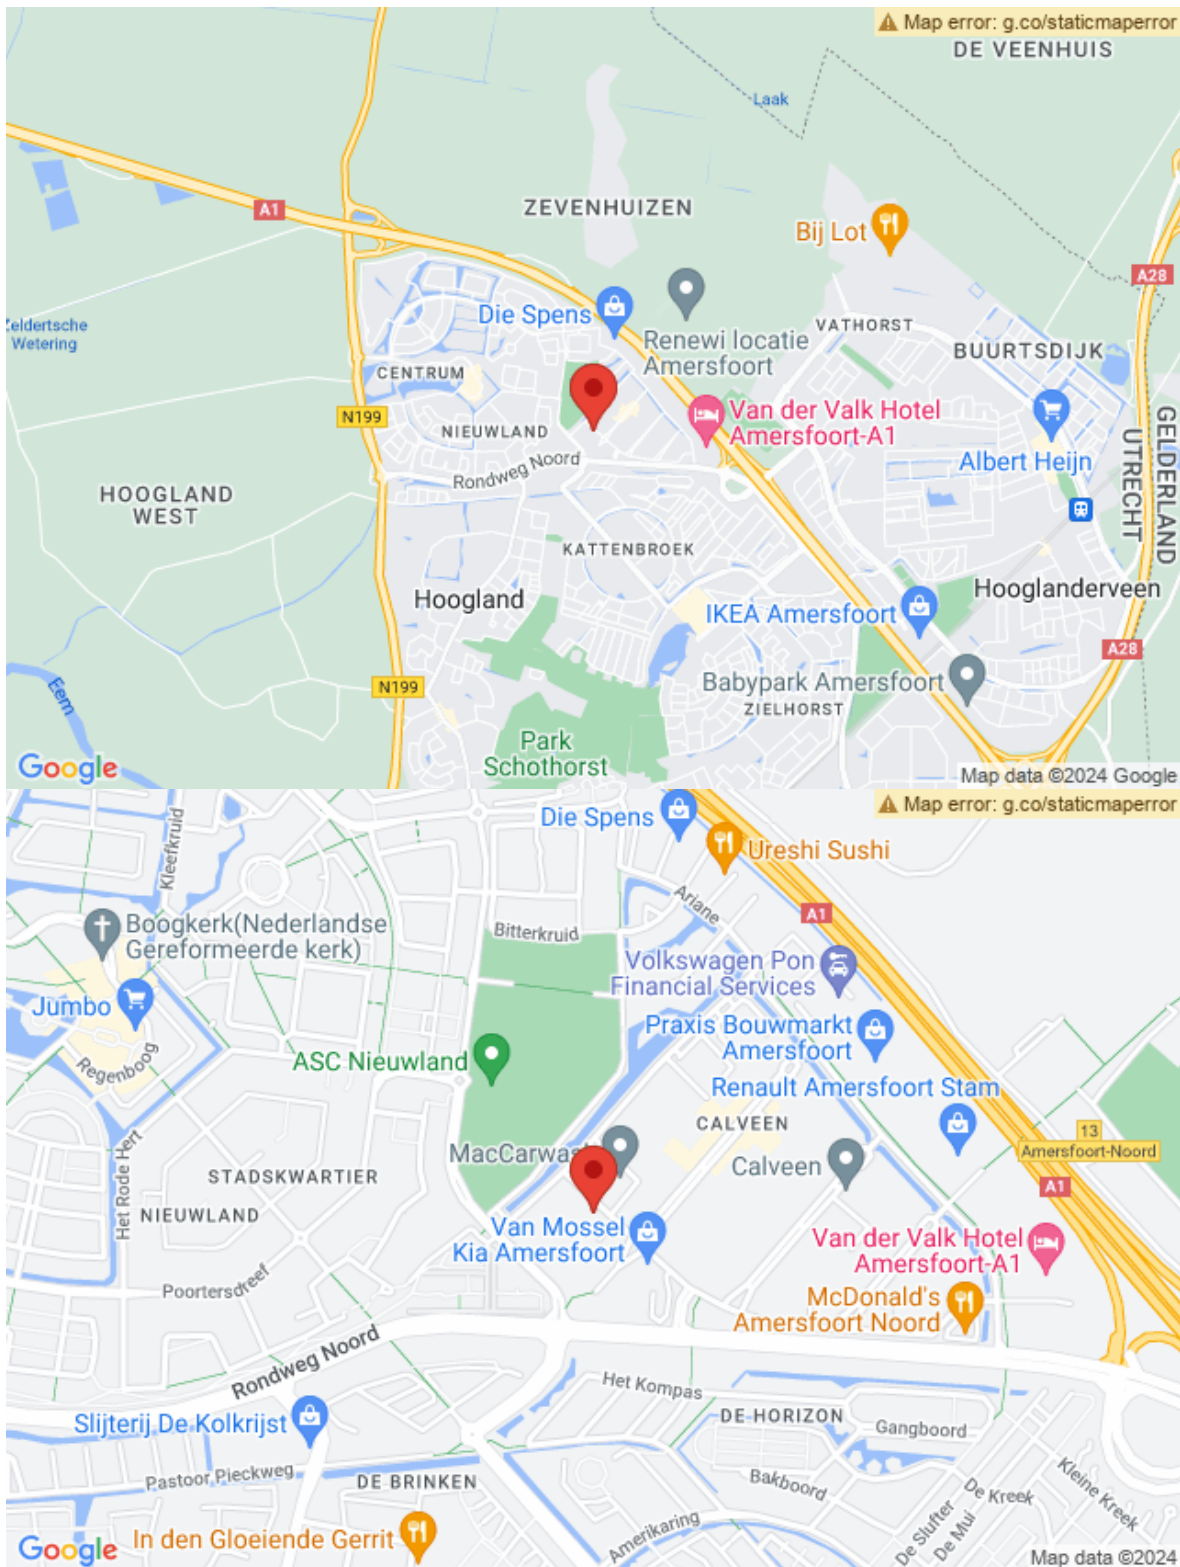 Map error: g.co/staticmaperror
DE VEENHUIS
Laak
ZEVENHUIZEN
A1
Bij Lot
A28
Zeldertsche
Wetering
Die Spens
Renewi locatie
Amersfoort
VATHORST
BUURTSDIJK
CENTRUM
N199
NIEUWLAND
Van der Valk Hotel
Amersfoort-A1
Albert Heijn
GELDERLAND
UTRECHT
Rondweg Noord
HOOGLAND
WEST
KATTENBROEK
Hoogland
IKEA Amersfoort
Hooglanderveen
A28
N199
Eem
Babypark Amersfoort
ZIELHORST
Park
Schothorst
Google
Map data ©2024 Google
Map error: g.co/staticmaperror
Die Spens
Ureshi Sushi
Kleefkruid
Ariane
A1
Boogkerk(Nederlandse
Gereformeerde kerk)
Bitterkruid
Volkswagen Pon
Financial Services
Jumbo
Praxis Bouwmarkt
Amersfoort
Regenboog
ASC Nieuwland
Renault Amersfoort Stam
CALVEEN
13
Amersfoort-Noord
MacCarwas
Calveen
Het Rode Hert
STADSKWARTIER
A1
NIEUWLAND
Van Mossel
Kia Amersfoort
Van der Valk Hotel
Amersfoort-A1
Poortersdreef
McDonald's
Amersfoort Noord
Rondweg Noord
Het Kompas
Slijterij De Kolkrijst
DE HORIZON
Gangboord
Pastoor Pieckweg
DE BRINKEN
Bakboord
De Kreek
Kleine Kreek
De Slufter
De Mui
Amerikaring
In den Gloeiende Gerrit
Google
Map data ©2024